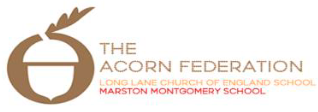 THE
ACORN FEDERATION
LONG LANE CHURCH OF ENGLAND SCHOOL
MARSTON MONTGOMERY SCHOOL